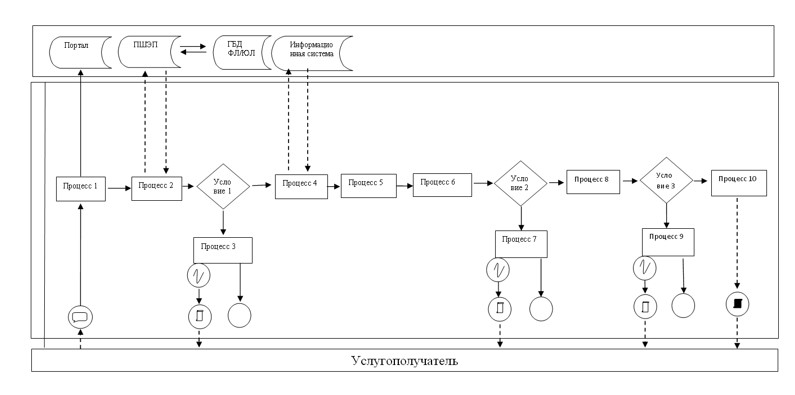 Портал
ПШЭП
ГБД
ФЛ/ЮЛ
Информацио
нная система
Процесс 1
Процесс 2
Усло
вие 1
Процесс 4
Процесс 5
Процесс 6
Усло
вие 2
Процесс 8
Усло
вие 3
Процесс 10
Процесс 3
Процесс 7
Процесс 9
Услугополучатель